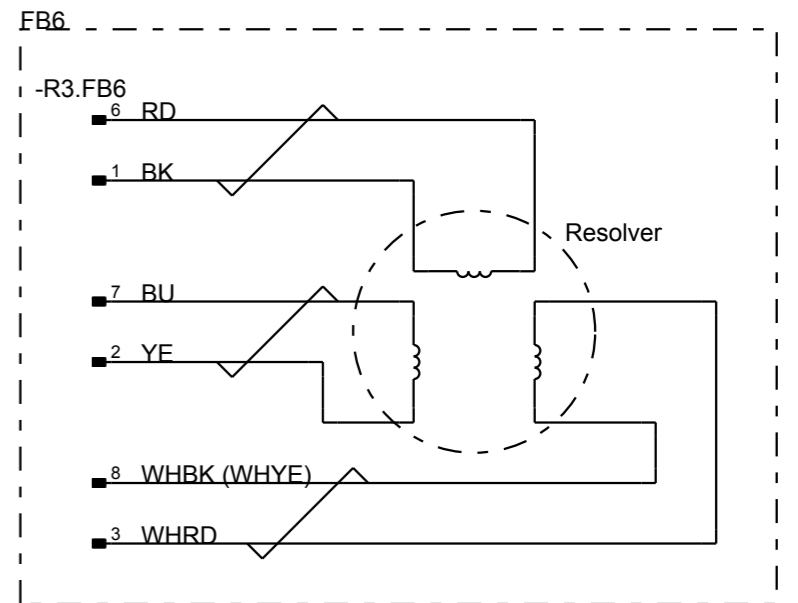 FB6
-R3.FB6
6 RD
1 BK
Resolver
7 BU
2 YE
8 WHBK (WHYE)
3 WHRD